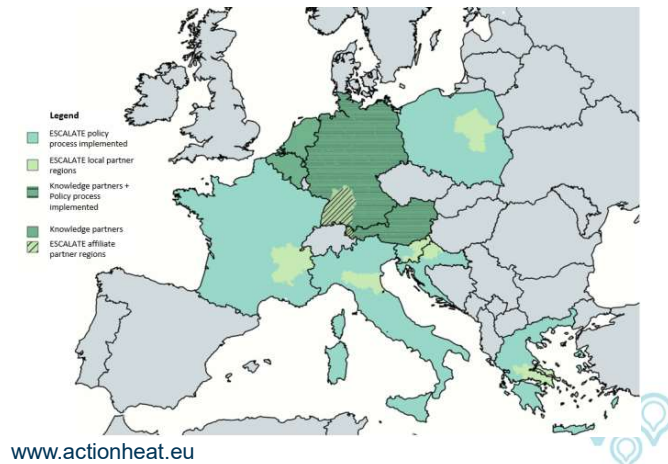 Legend
ESCALATE policy
process implemented
ESCALATE local partner
regions
Knowledge partners +
Policy process
implemented
Knowledge partners
ESCALATE affiliate
partner regions
www.actionheat.eu